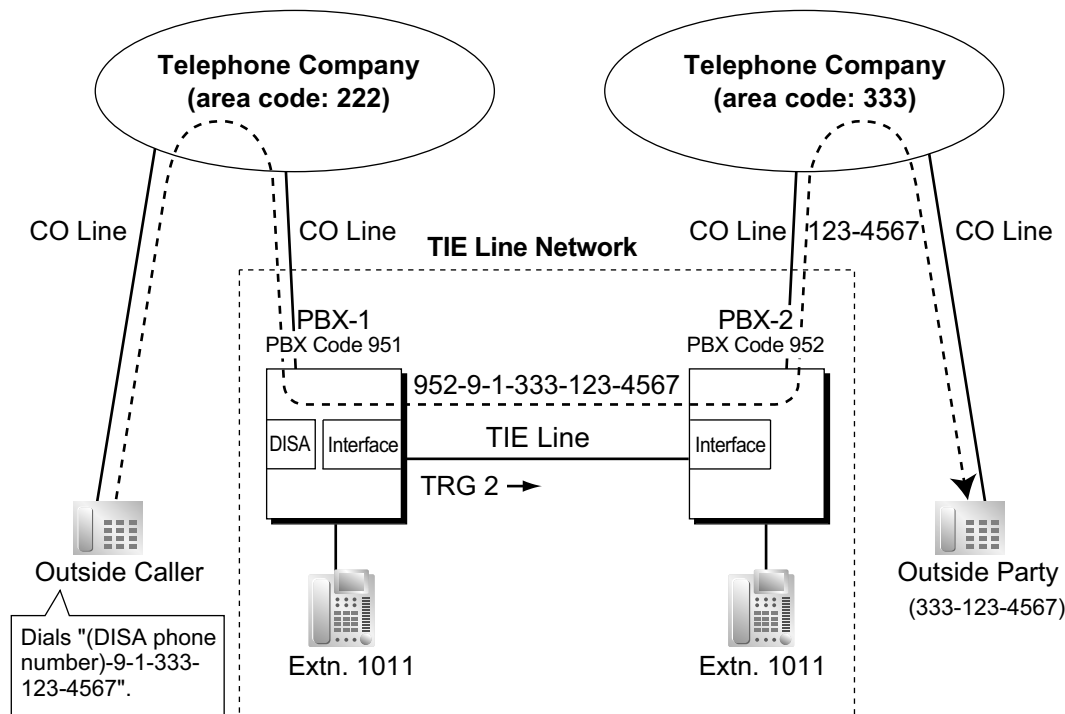 Telephone Company
(area code: 222)
Telephone Company
(area code: 333)
CO Line
CO Line
CO Line
123-4567
CO Line
TIE Line Network
PBX-1
PBX Code 951
PBX-2
PBX Code 952
952-9-1-333-123-4567
DISA
Interface
TIE Line
Interface
TRG 2
Outside Caller
Outside Party
(333-123-4567)
Dials "(DISA phone
number)-9-1-333-
123-4567".
Extn. 1011
Extn. 1011